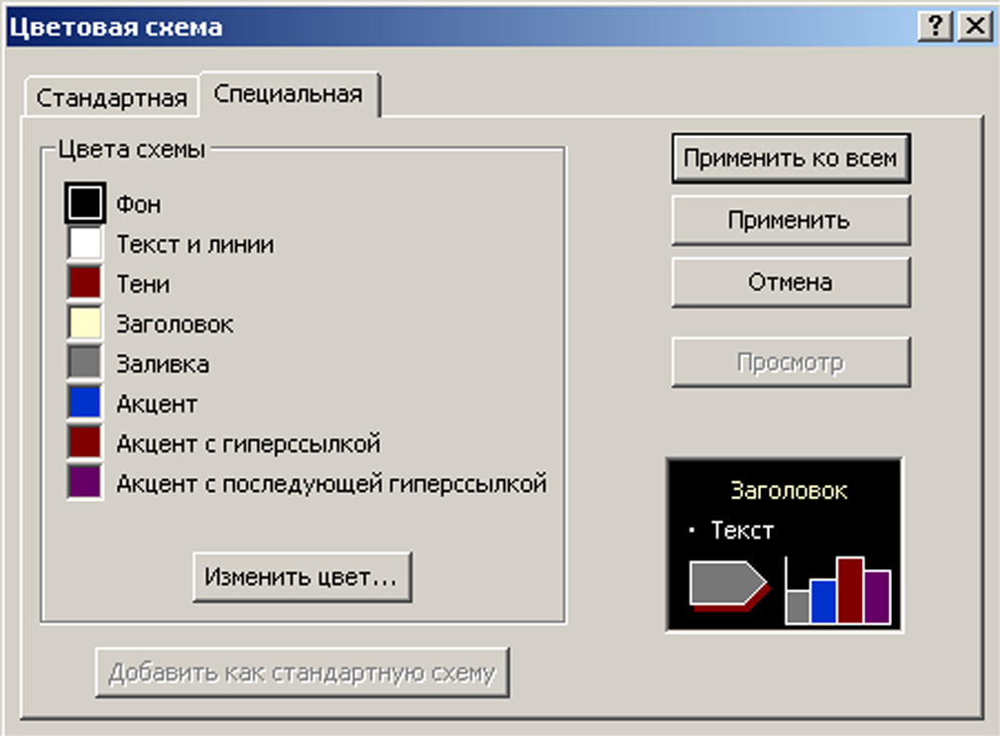 Цветовая схема
Стандартная
Специальная
Цвета схемы
Фон
Текст и линии
Тени
Заголовок
Заливка
Акцент
Акцент с гиперссылкой
Акцент с последующей гиперссылкой
Изменить цвет...
Добавить как стандартную схему
Применить ко всем
Применить
Отмена
Просмотр
Заголовок
· Текст